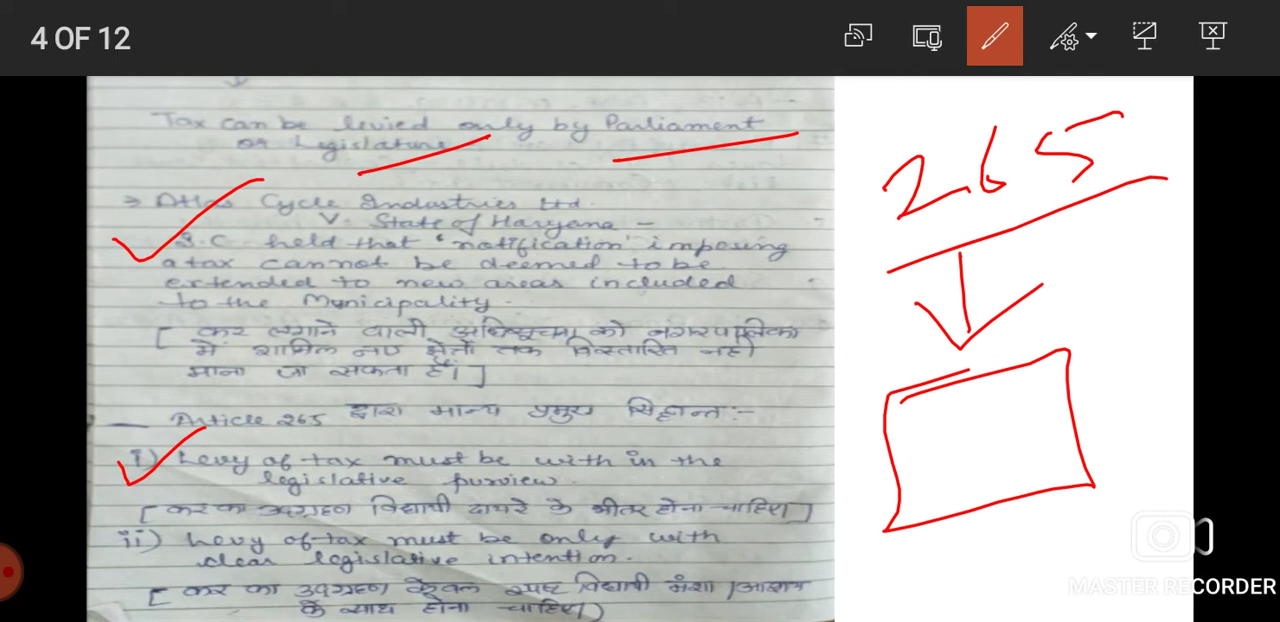 4 OF 12
Tax can be levied only by Parliament
or Legislature
⇒ Atlas Cycle Industries Ltd.
V. State of Haryana -
S.C held that 'notification' imposing
a tax cannot be deemed to be
extended to new areas included
to the Municipality.
[ कर लगाने वाली अधिसूचना को नगरपालिका
में शामिल नए क्षेत्रों तक विस्तारित नहीं
माना जा सकता है। ]
Article 265 द्वारा मान्य प्रमुख सिद्धान्त :-
i) Levy of tax must be with in the
legislative purview.
[ कर का उदग्रहण विधायी दायरे के भीतर होना चाहिए ]
ii) Levy of tax must be only with
clear legislative intention.
[ कर का उदग्रहण केवल स्पष्ट विधायी मंशा / आशय
के साथ होना चाहिए)
265
MASTER RECORDER